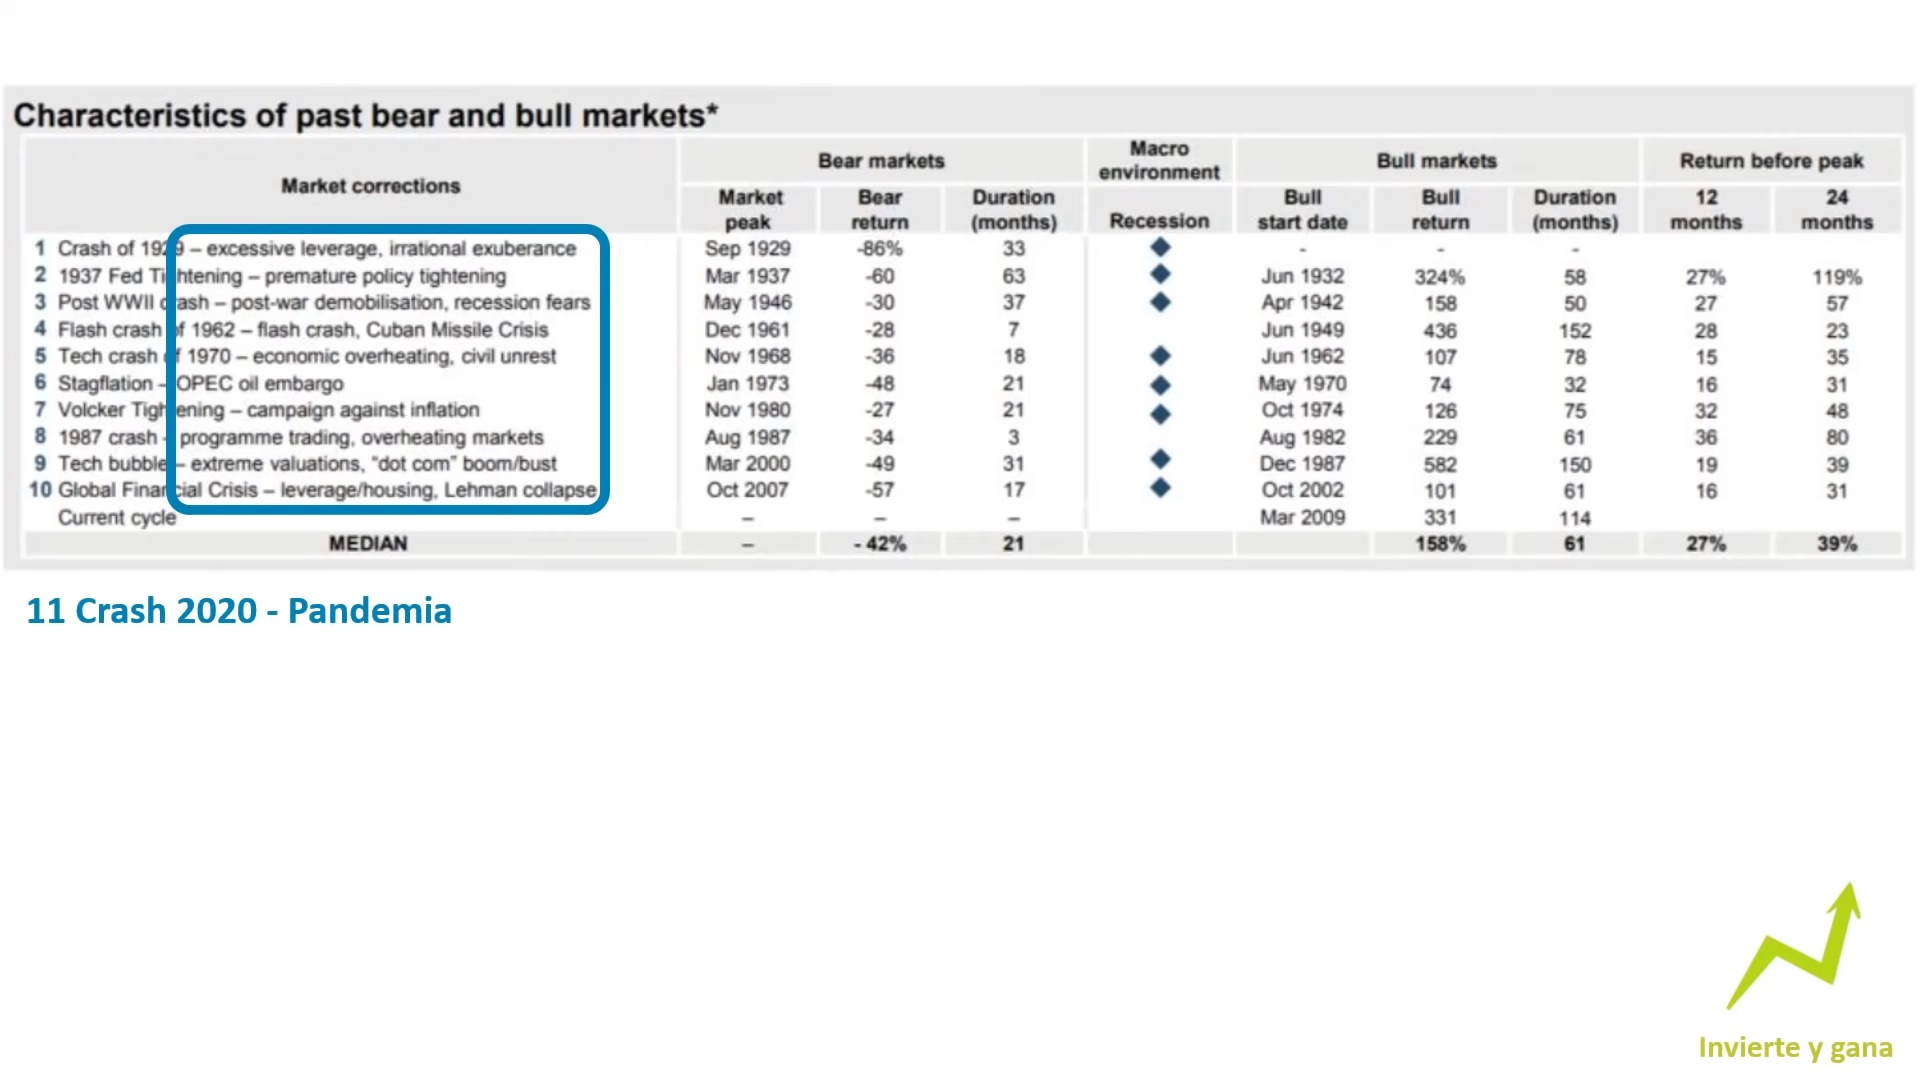 Characteristics of past bear and bull markets*
Market corrections Bear markets Macro environment Bull markets Return before peak
Market peak Bear return Duration (months) Recession Bull start date Bull return Duration (months) 12 months 24 months
1 Crash of 1929 – excessive leverage, irrational exuberance Sep 1929 -86% 33 ◆ - - -
2 1937 Fed Tightening – premature policy tightening Mar 1937 -60 63 ◆ Jun 1932 324% 58 27% 119%
3 Post WWII crash – post-war demobilisation, recession fears May 1946 -30 37 ◆ Apr 1942 158 50 27 57
4 Flash crash of 1962 – flash crash, Cuban Missile Crisis Dec 1961 -28 7 Jun 1949 436 152 28 23
5 Tech crash of 1970 – economic overheating, civil unrest Nov 1968 -36 18 ◆ Jun 1962 107 78 15 35
6 Stagflation – OPEC oil embargo Jan 1973 -48 21 ◆ May 1970 74 32 16 31
7 Volcker Tightening – campaign against inflation Nov 1980 -27 21 ◆ Oct 1974 126 75 32 48
8 1987 crash - programme trading, overheating markets Aug 1987 -34 3 Aug 1982 229 61 36 80
9 Tech bubble – extreme valuations, “dot com” boom/bust Mar 2000 -49 31 ◆ Dec 1987 582 150 19 39
10 Global Financial Crisis – leverage/housing, Lehman collapse Oct 2007 -57 17 ◆ Oct 2002 101 61 16 31
Current cycle – – – Mar 2009 331 114
MEDIAN – - 42% 21 158% 61 27% 39%
11 Crash 2020 - Pandemia
Invierte y gana